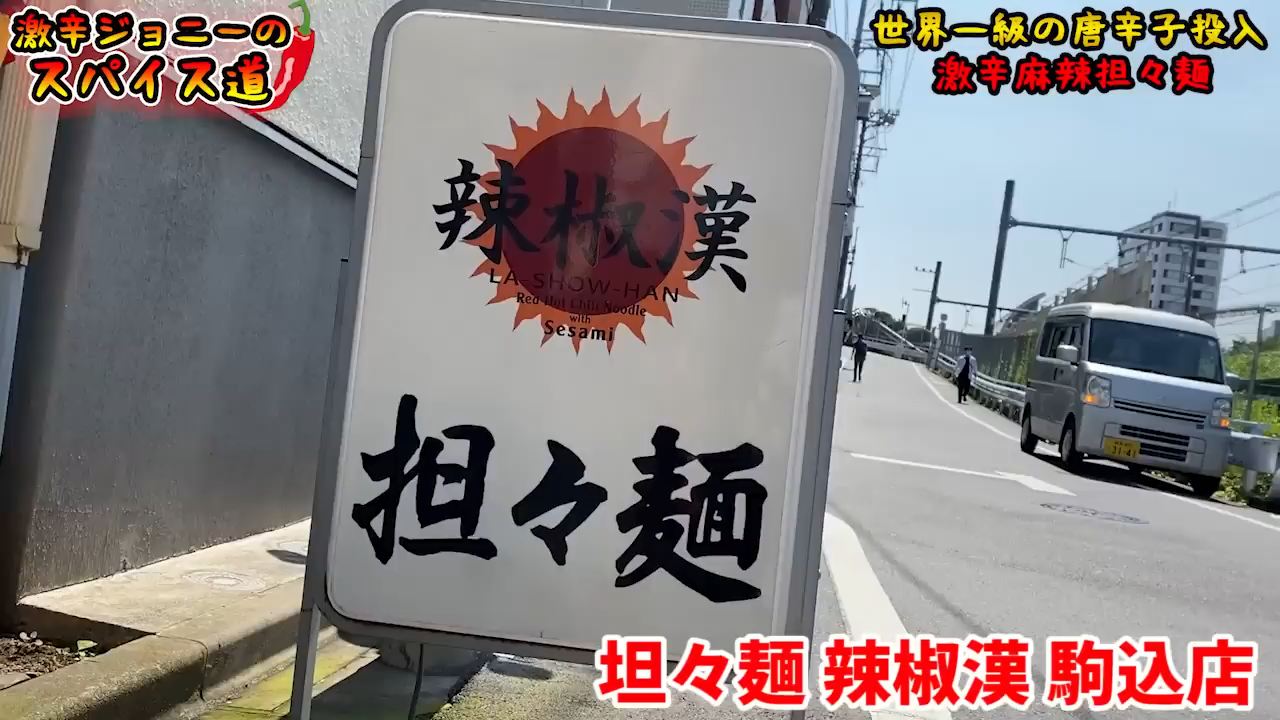 激辛ジョニーの
スパイス道
世界一級の唐辛子投入
激辛麻辣担々麺
辣椒漢
LA-SHOW-HAN
Red Hot Chili Noodle
with
Sesami
担々麺
31-41
坦々麺 辣椒漢 駒込店